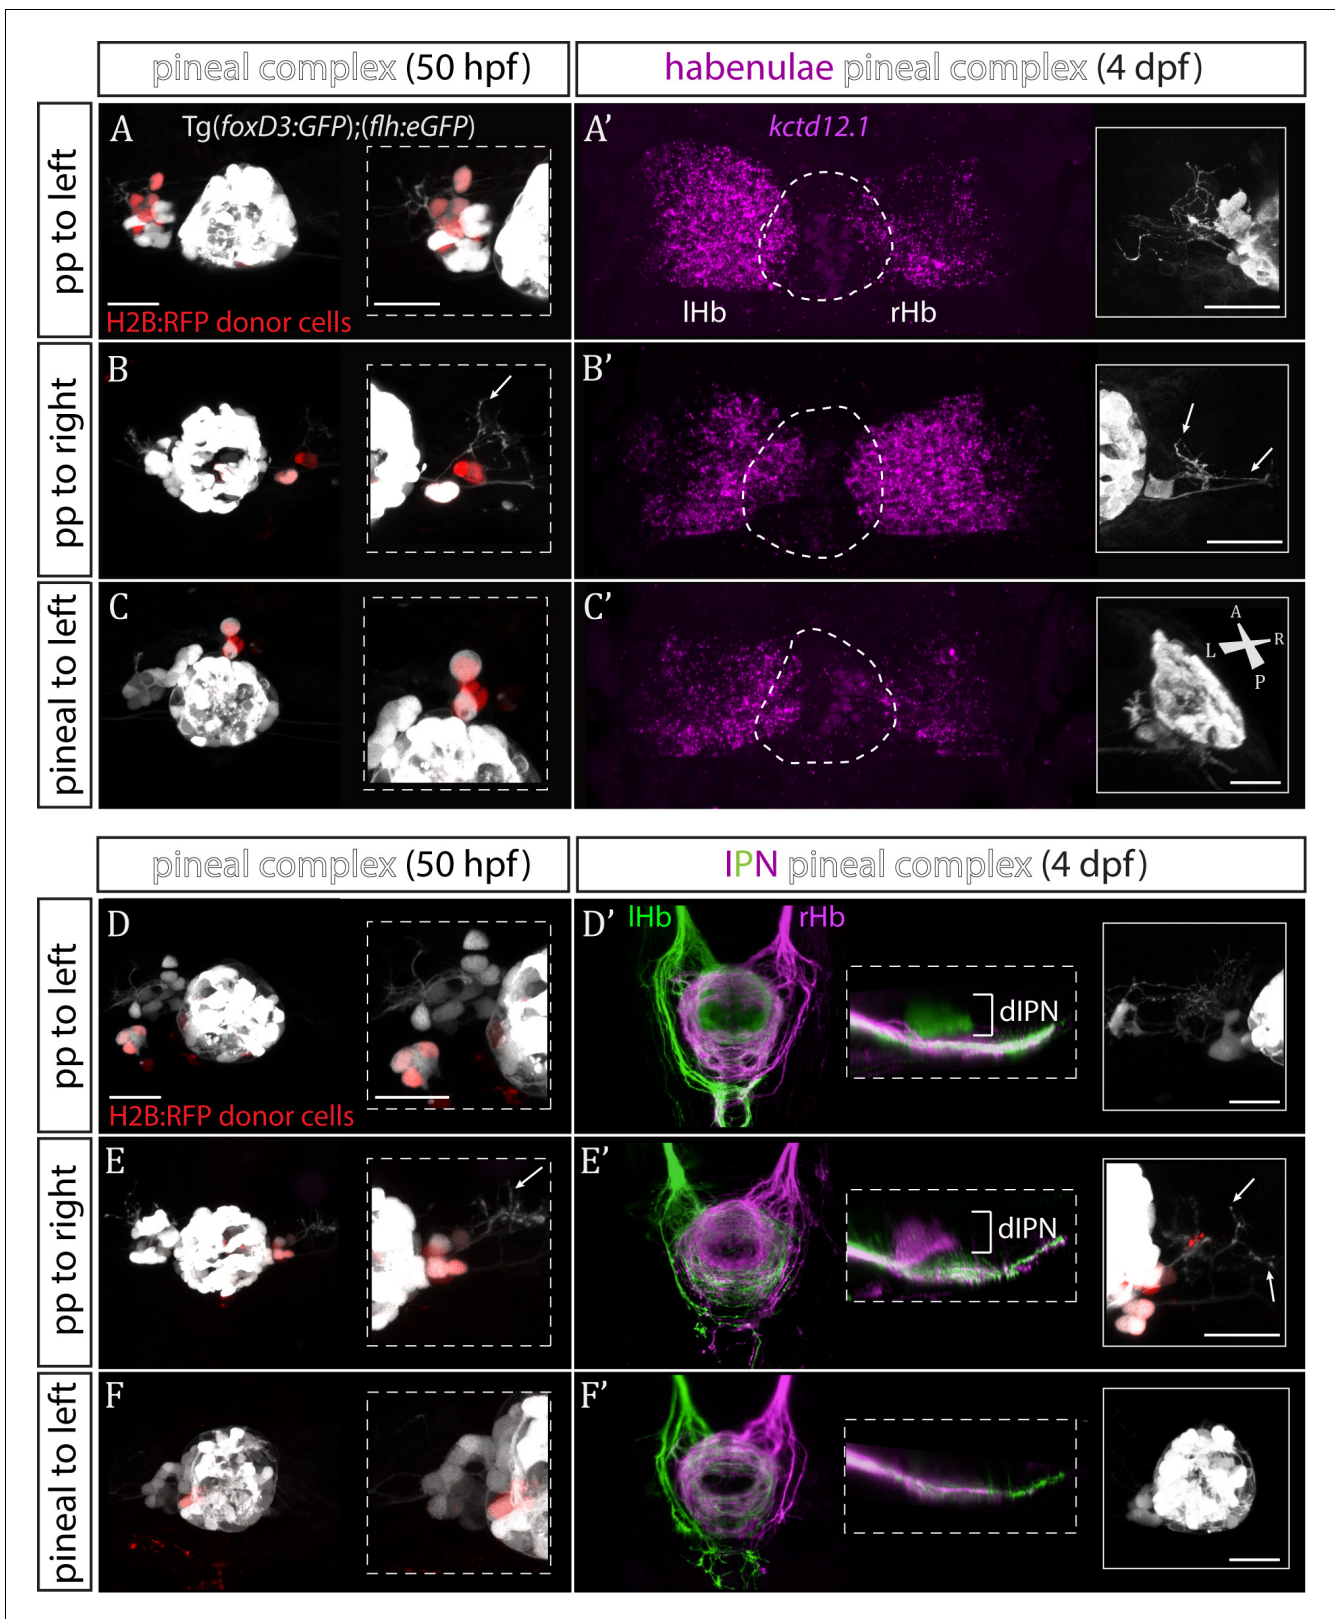 pineal complex (50 hpf)
habenulae pineal complex (4 dpf)
pp to left
A
Tg(foxD3:GFP);(flh:eGFP)
H2B:RFP donor cells
A’
kctd12.1
lHb
rHb
pp to right
B
B’
pineal to left
C
C’
A
L
R
P
pineal complex (50 hpf)
IPN pineal complex (4 dpf)
pp to left
D
H2B:RFP donor cells
D’
lHb
rHb
dIPN
pp to right
E
E’
dIPN
pineal to left
F
F’